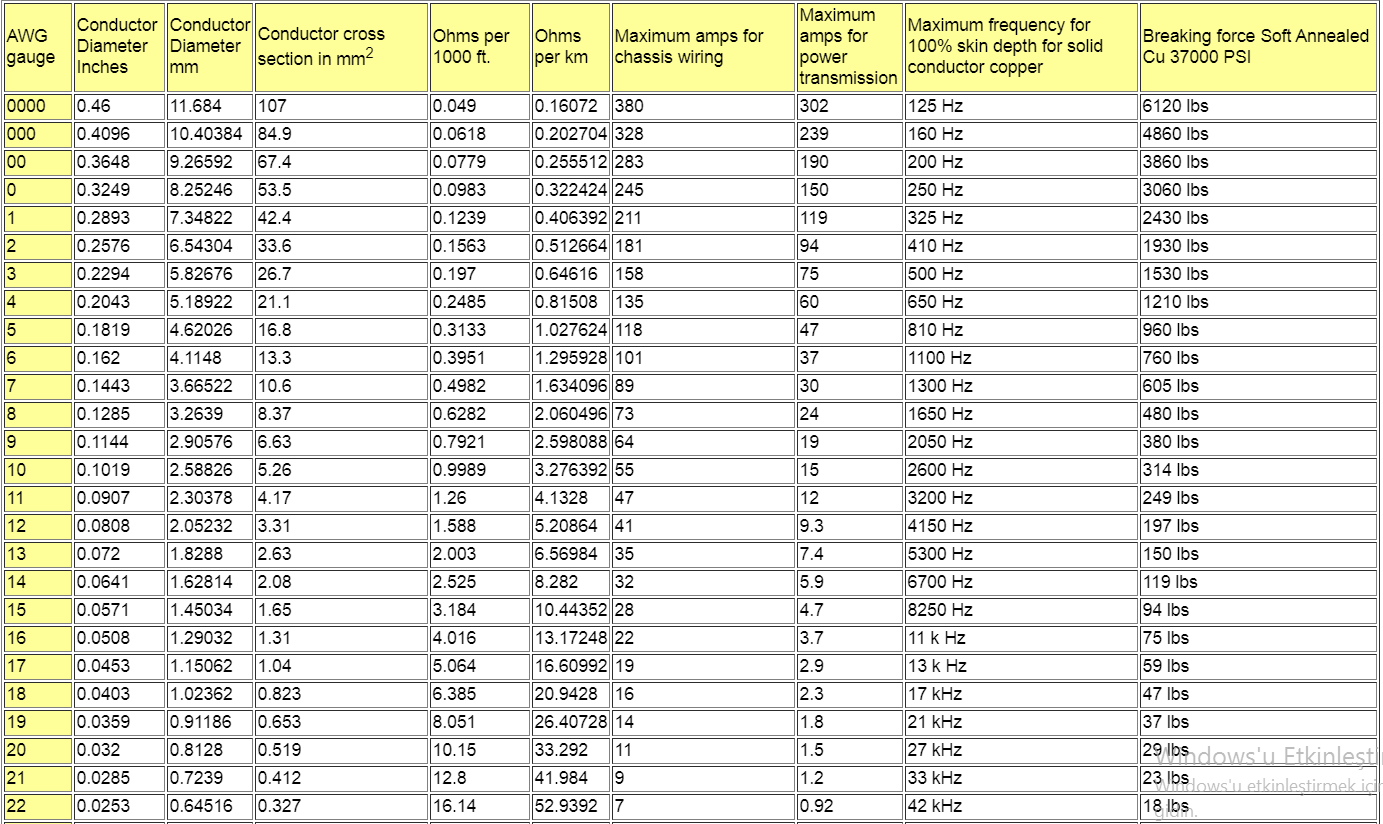 AWG gauge | Conductor Diameter Inches | Conductor Diameter mm | Conductor cross section in mm2 | Ohms per 1000 ft. | Ohms per km | Maximum amps for chassis wiring | Maximum amps for power transmission | Maximum frequency for 100% skin depth for solid conductor copper | Breaking force Soft Annealed Cu 37000 PSI
0000 | 0.46 | 11.684 | 107 | 0.049 | 0.16072 | 380 | 302 | 125 Hz | 6120 lbs
000 | 0.4096 | 10.40384 | 84.9 | 0.0618 | 0.202704 | 328 | 239 | 160 Hz | 4860 lbs
00 | 0.3648 | 9.26592 | 67.4 | 0.0779 | 0.255512 | 283 | 190 | 200 Hz | 3860 lbs
0 | 0.3249 | 8.25246 | 53.5 | 0.0983 | 0.322424 | 245 | 150 | 250 Hz | 3060 lbs
1 | 0.2893 | 7.34822 | 42.4 | 0.1239 | 0.406392 | 211 | 119 | 325 Hz | 2430 lbs
2 | 0.2576 | 6.54304 | 33.6 | 0.1563 | 0.512664 | 181 | 94 | 410 Hz | 1930 lbs
3 | 0.2294 | 5.82676 | 26.7 | 0.197 | 0.64616 | 158 | 75 | 500 Hz | 1530 lbs
4 | 0.2043 | 5.18922 | 21.1 | 0.2485 | 0.81508 | 135 | 60 | 650 Hz | 1210 lbs
5 | 0.1819 | 4.62026 | 16.8 | 0.3133 | 1.027624 | 118 | 47 | 810 Hz | 960 lbs
6 | 0.162 | 4.1148 | 13.3 | 0.3951 | 1.295928 | 101 | 37 | 1100 Hz | 760 lbs
7 | 0.1443 | 3.66522 | 10.6 | 0.4982 | 1.634096 | 89 | 30 | 1300 Hz | 605 lbs
8 | 0.1285 | 3.2639 | 8.37 | 0.6282 | 2.060496 | 73 | 24 | 1650 Hz | 480 lbs
9 | 0.1144 | 2.90576 | 6.63 | 0.7921 | 2.598088 | 64 | 19 | 2050 Hz | 380 lbs
10 | 0.1019 | 2.58826 | 5.26 | 0.9989 | 3.276392 | 55 | 15 | 2600 Hz | 314 lbs
11 | 0.0907 | 2.30378 | 4.17 | 1.26 | 4.1328 | 47 | 12 | 3200 Hz | 249 lbs
12 | 0.0808 | 2.05232 | 3.31 | 1.588 | 5.20864 | 41 | 9.3 | 4150 Hz | 197 lbs
13 | 0.072 | 1.8288 | 2.63 | 2.003 | 6.56984 | 35 | 7.4 | 5300 Hz | 150 lbs
14 | 0.0641 | 1.62814 | 2.08 | 2.525 | 8.282 | 32 | 5.9 | 6700 Hz | 119 lbs
15 | 0.0571 | 1.45034 | 1.65 | 3.184 | 10.44352 | 28 | 4.7 | 8250 Hz | 94 lbs
16 | 0.0508 | 1.29032 | 1.31 | 4.016 | 13.17248 | 22 | 3.7 | 11 k Hz | 75 lbs
17 | 0.0453 | 1.15062 | 1.04 | 5.064 | 16.60992 | 19 | 2.9 | 13 k Hz | 59 lbs
18 | 0.0403 | 1.02362 | 0.823 | 6.385 | 20.9428 | 16 | 2.3 | 17 kHz | 47 lbs
19 | 0.0359 | 0.91186 | 0.653 | 8.051 | 26.40728 | 14 | 1.8 | 21 kHz | 37 lbs
20 | 0.032 | 0.8128 | 0.519 | 10.15 | 33.292 | 11 | 1.5 | 27 kHz | 29 lbs
21 | 0.0285 | 0.7239 | 0.412 | 12.8 | 41.984 | 9 | 1.2 | 33 kHz | 23 lbs
22 | 0.0253 | 0.64516 | 0.327 | 16.14 | 52.9392 | 7 | 0.92 | 42 kHz | 18 lbs
Windows'u Etkinleşti
Windows'u etkinleştirmek içi
gidin.